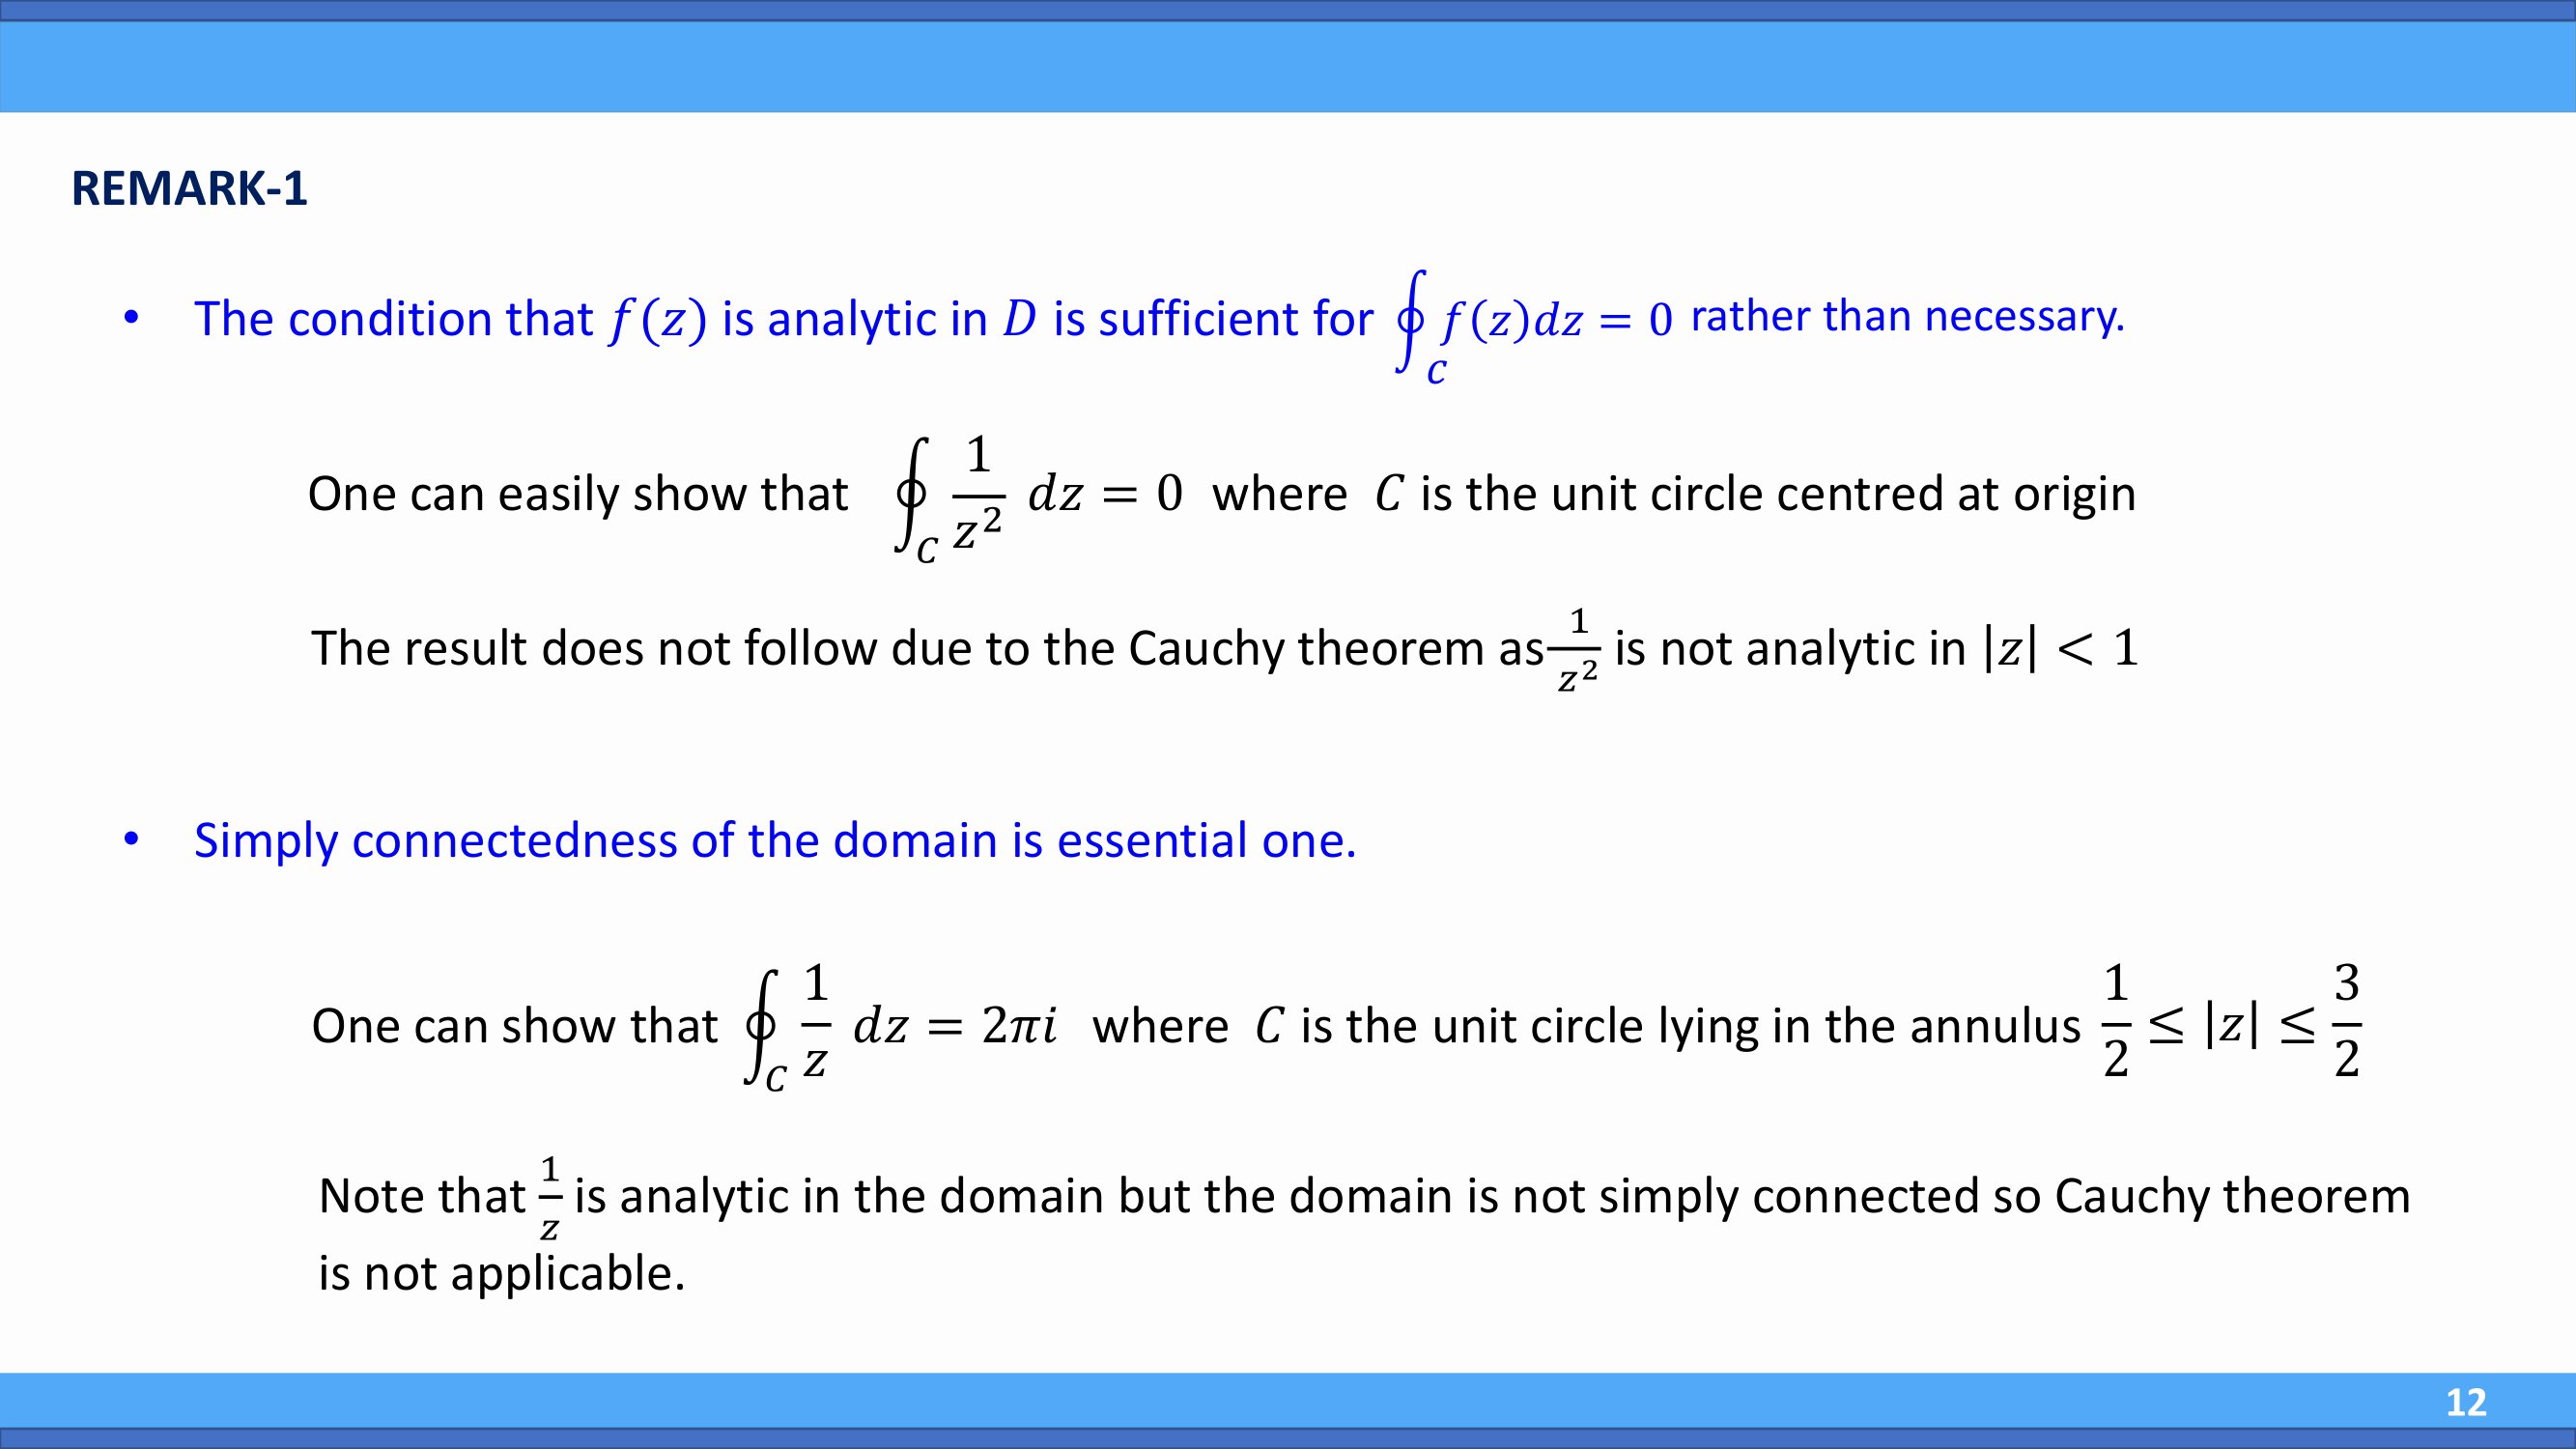 REMARK-1
• The condition that $f(z)$ is analytic in $D$ is sufficient for $\oint_C f(z)dz = 0$ rather than necessary.
One can easily show that $\oint_C \frac{1}{z^2} \, dz = 0$ where $C$ is the unit circle centred at origin
The result does not follow due to the Cauchy theorem as $\frac{1}{z^2}$ is not analytic in $|z| < 1$
• Simply connectedness of the domain is essential one.
One can show that $\oint_C \frac{1}{z} \, dz = 2\pi i$ where $C$ is the unit circle lying in the annulus $\frac{1}{2} \leq |z| \leq \frac{3}{2}$
Note that $\frac{1}{z}$ is analytic in the domain but the domain is not simply connected so Cauchy theorem
is not applicable.
12